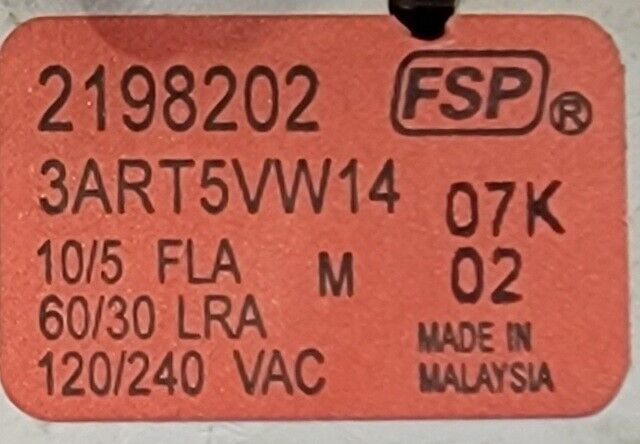 2198202 FSP®
3ART5VW14 07K
10/5 FLA M 02
60/30 LRA MADE IN
120/240 VAC MALAYSIA